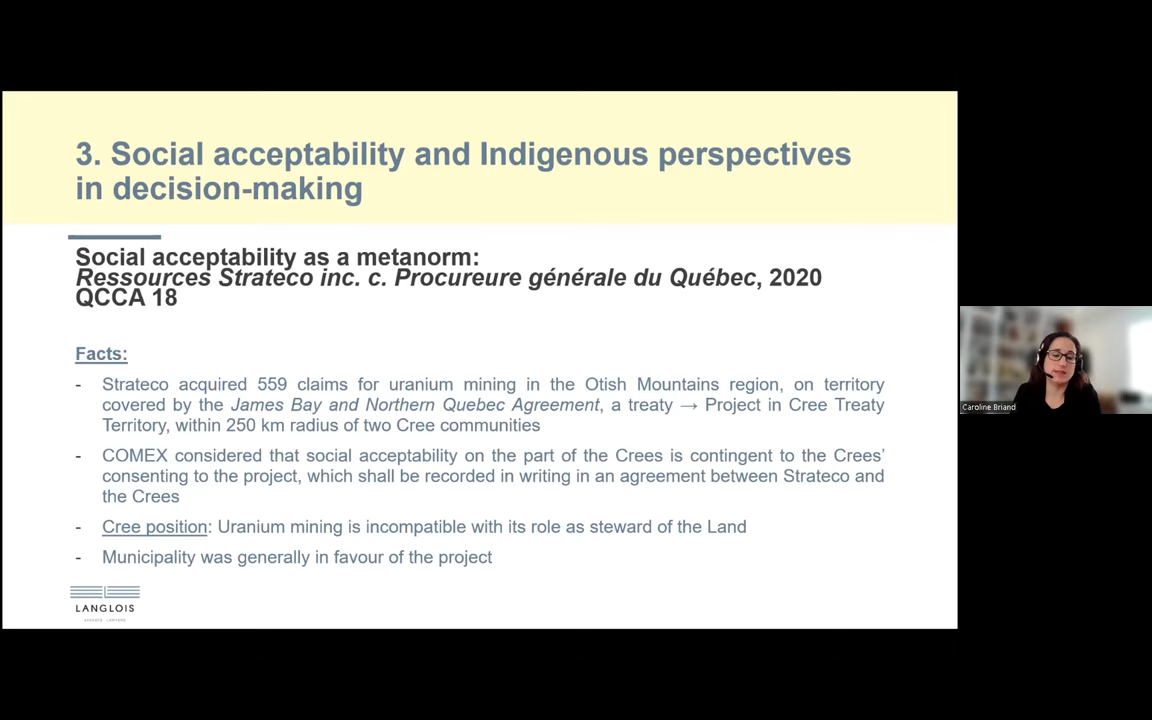 3. Social acceptability and Indigenous perspectives
in decision-making
Social acceptability as a metanorm:
Ressources Strateco inc. c. Procureure générale du Québec, 2020
QCCA 18
Facts:
- Strateco acquired 559 claims for uranium mining in the Otish Mountains region, on territory
covered by the James Bay and Northern Quebec Agreement, a treaty → Project in Cree Treaty
Territory, within 250 km radius of two Cree communities
- COMEX considered that social acceptability on the part of the Crees is contingent to the Crees'
consenting to the project, which shall be recorded in writing in an agreement between Strateco and
the Crees
- Cree position: Uranium mining is incompatible with its role as steward of the Land
- Municipality was generally in favour of the project
LANGLOIS
Caroline Briand